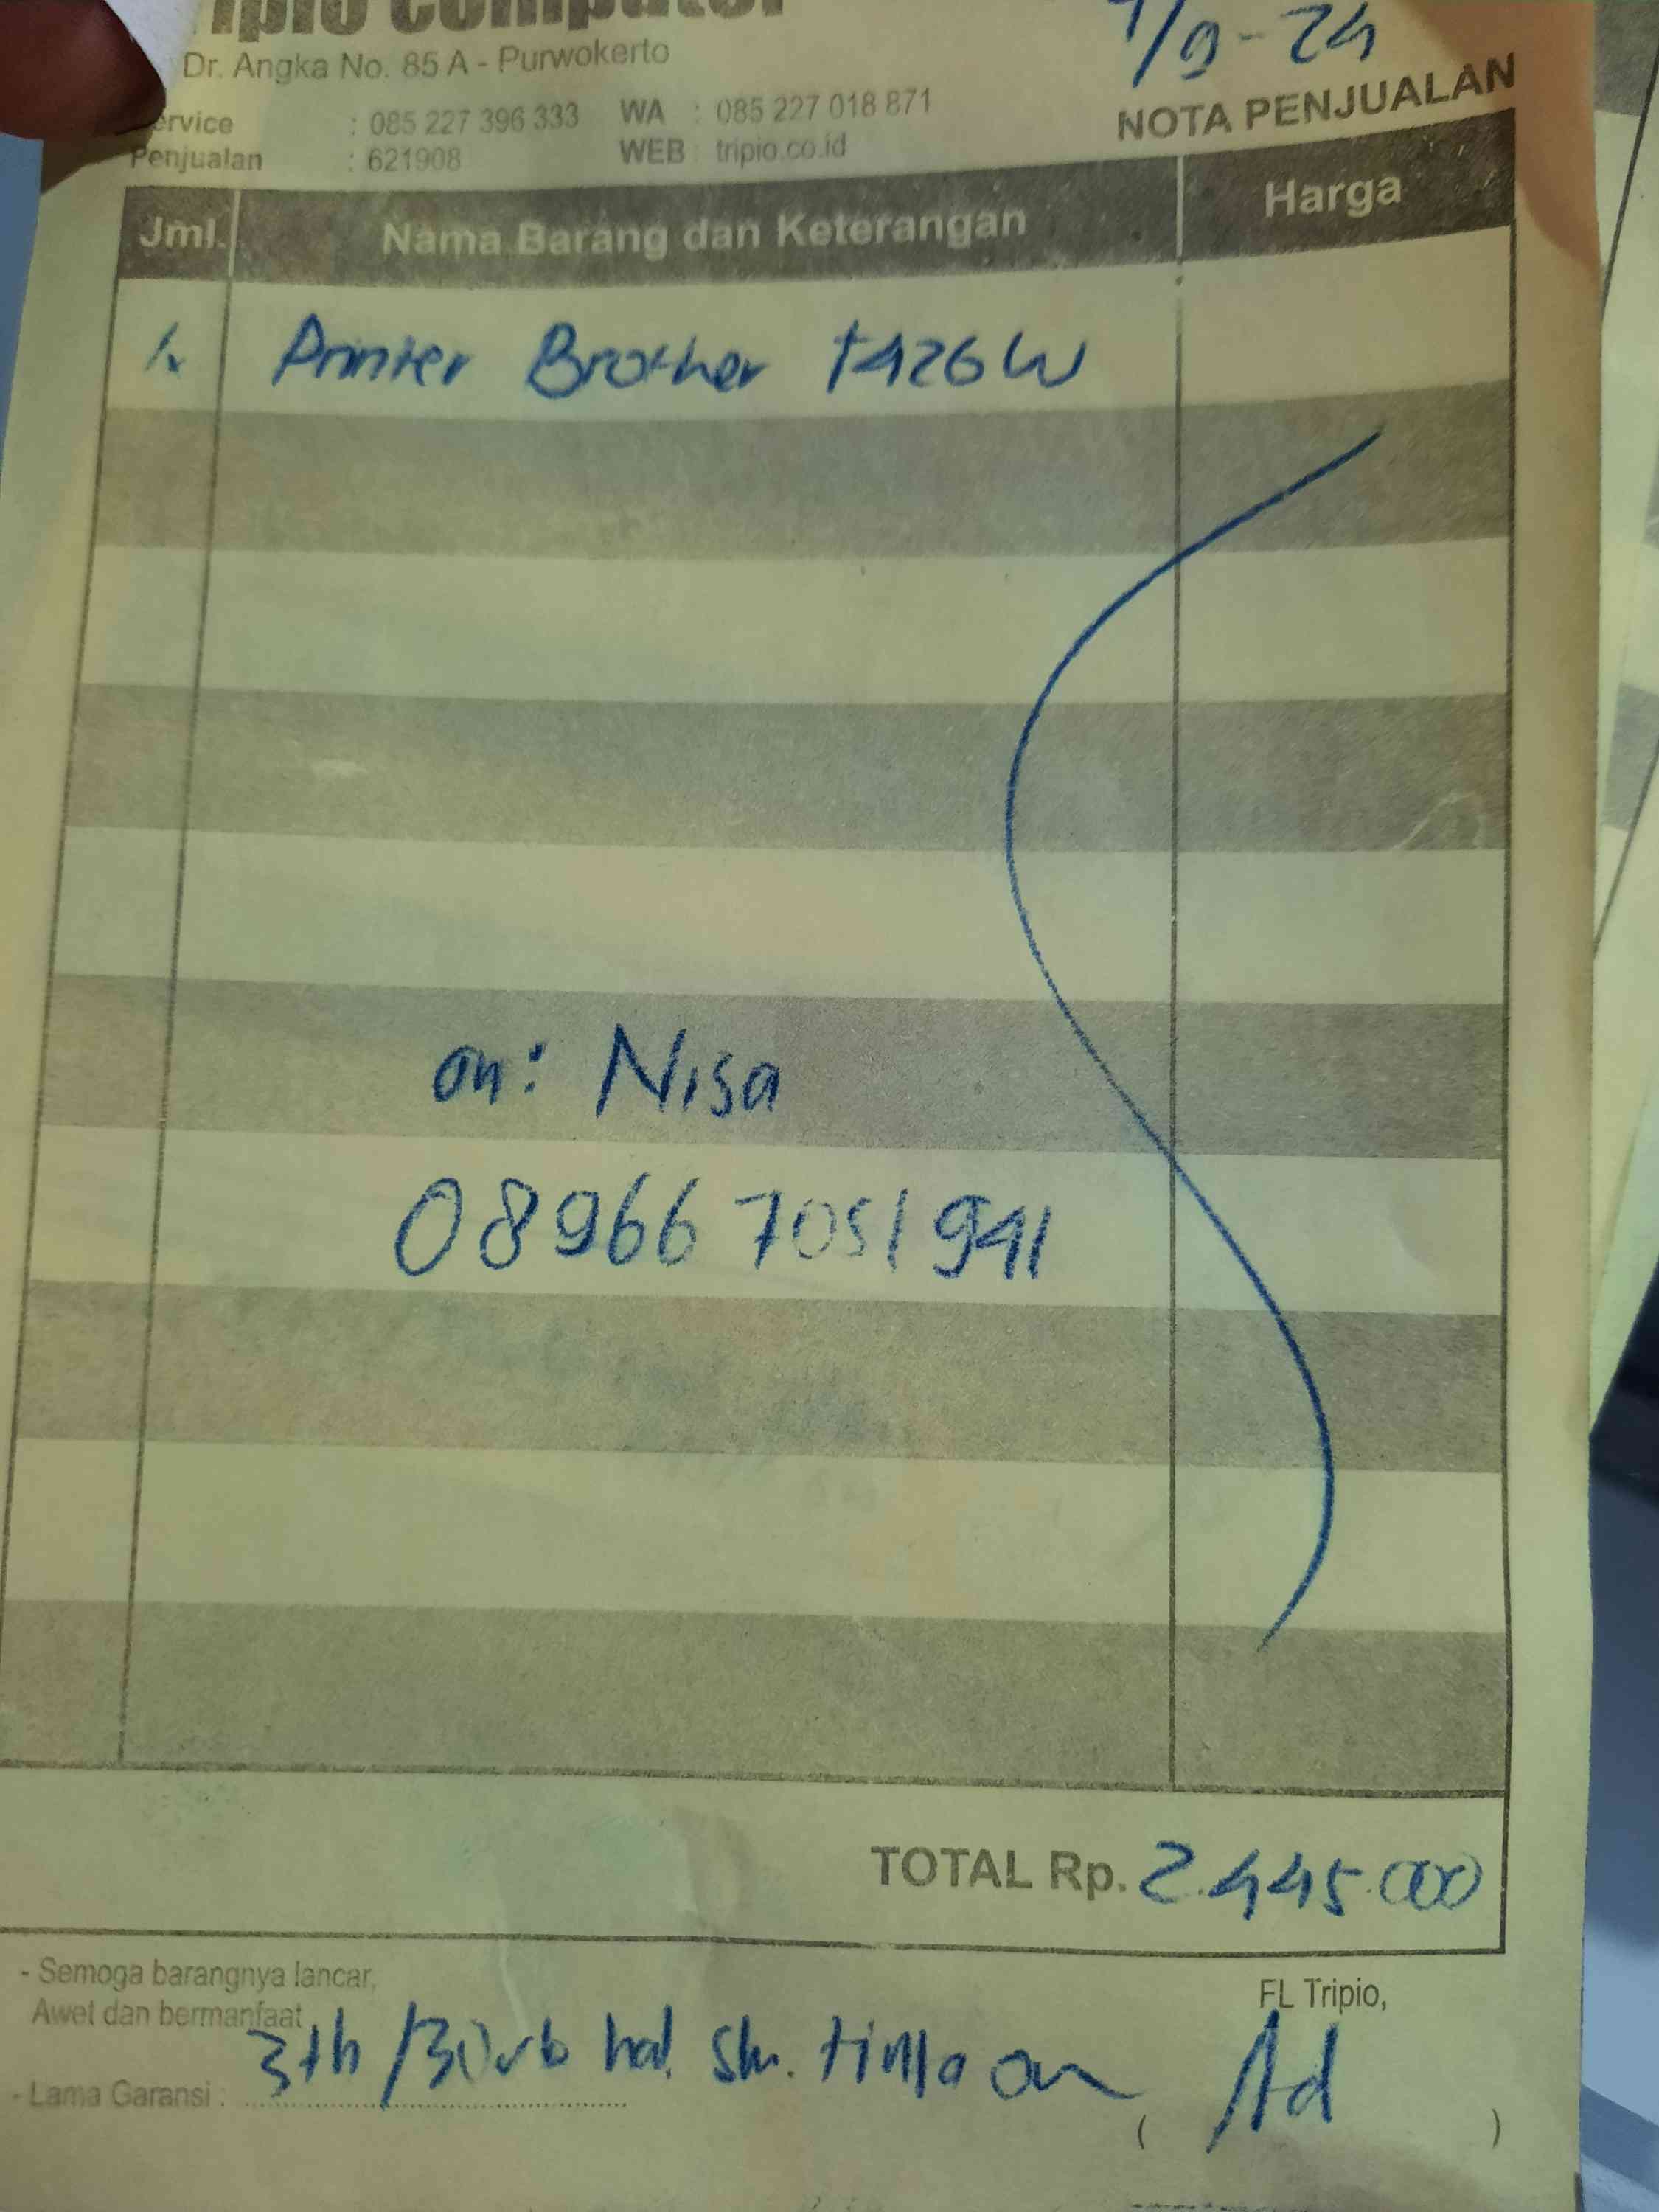 Tripio Computer
7/9-24
Dr. Angka No. 85 A - Purwokerto
Service : 085 227 396 333 WA : 085 227 018 871
Penjualan : 621908 WEB : tripio.co.id
NOTA PENJUALAN
Jml. Nama Barang dan Keterangan Harga
1. Printer Brother T426W
an: Nisa
089667051941
TOTAL Rp. 2.445.000
- Semoga barangnya lancar,
Awet dan bermanfaat
FL Tripio,
- Lama Garansi : 3th/30rb hal. tinta
( Ad )